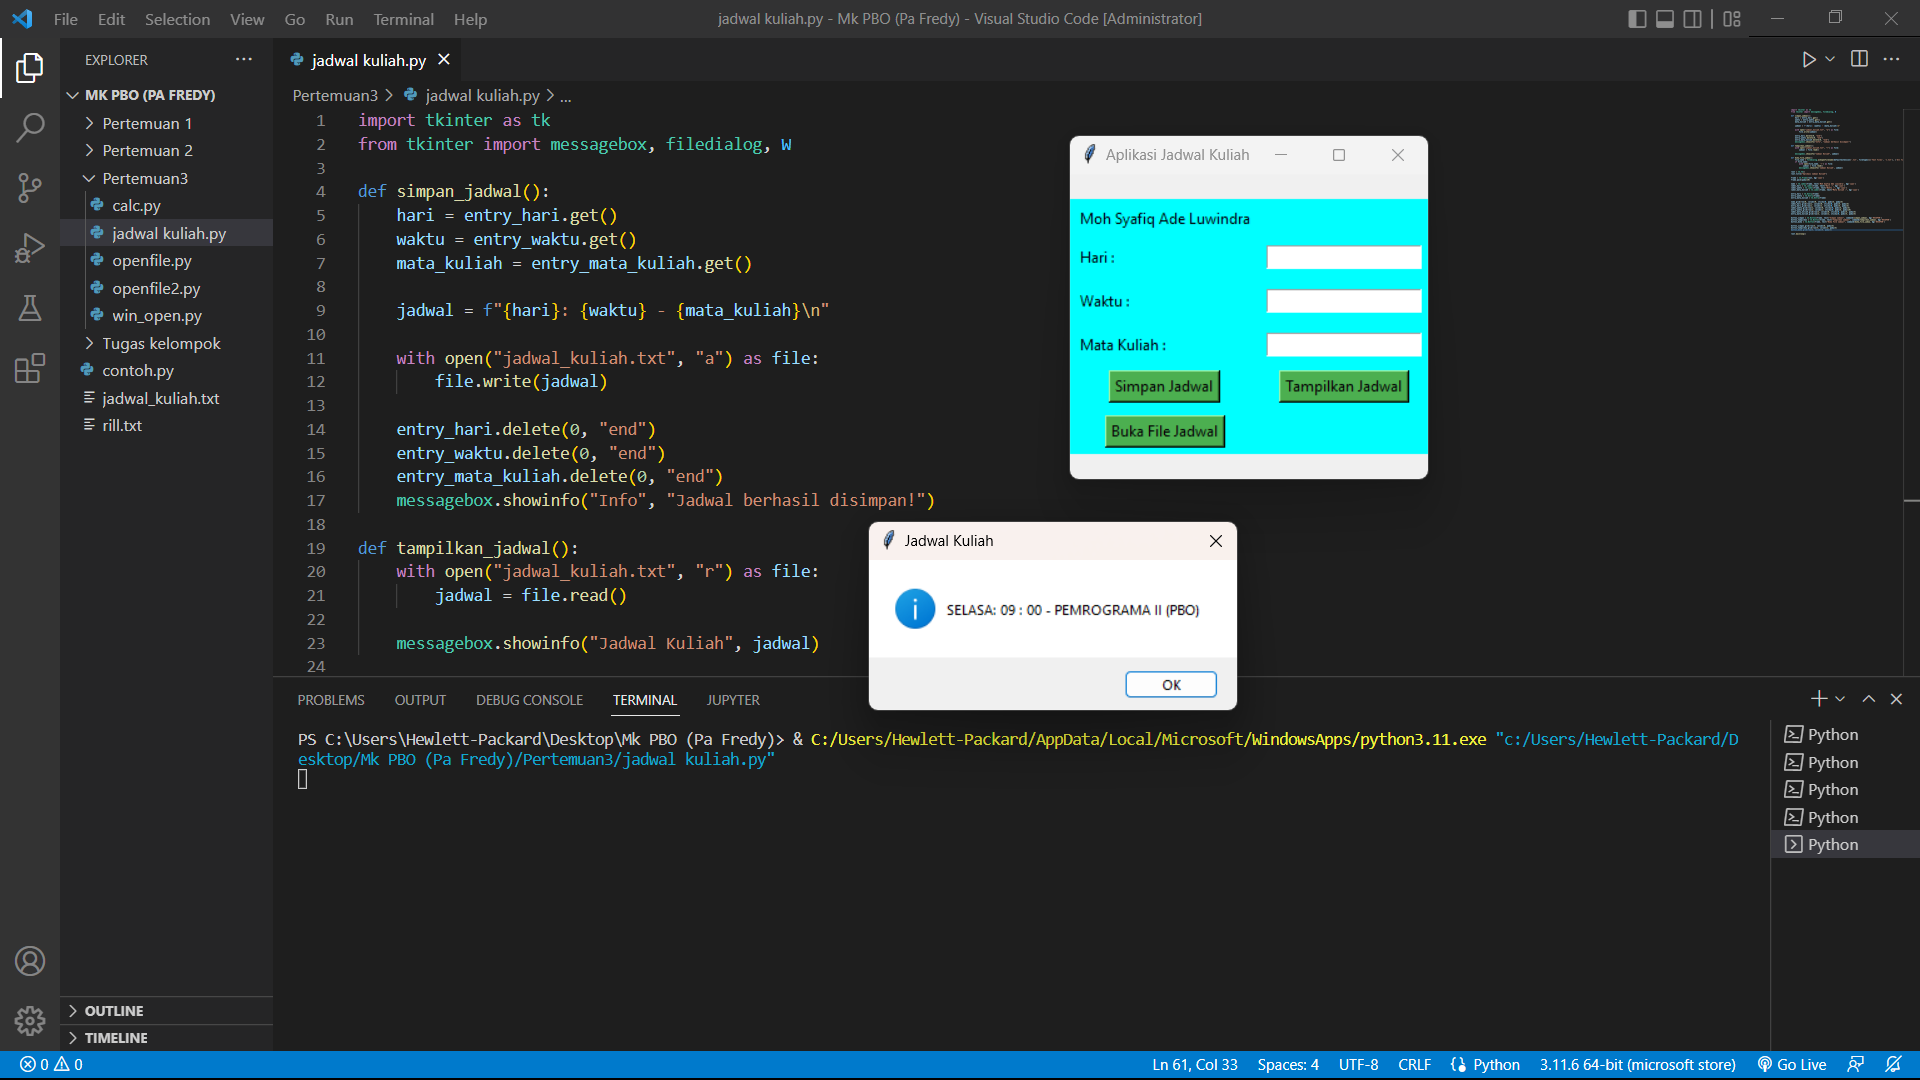 File Edit Selection View Go Run Terminal Help
jadwal kuliah.py - Mk PBO (Pa Fredy) - Visual Studio Code [Administrator]
EXPLORER
MK PBO (PA FREDY)
Pertemuan 1
Pertemuan 2
Pertemuan3
calc.py
jadwal kuliah.py
openfile.py
openfile2.py
win_open.py
Tugas kelompok
contoh.py
jadwal_kuliah.txt
rill.txt
OUTLINE
TIMELINE
jadwal kuliah.py
Pertemuan3 > jadwal kuliah.py > ...
1 import tkinter as tk
2 from tkinter import messagebox, filedialog, W
3
4 def simpan_jadwal():
5 hari = entry_hari.get()
6 waktu = entry_waktu.get()
7 mata_kuliah = entry_mata_kuliah.get()
8
9 jadwal = f"{hari}: {waktu} - {mata_kuliah}\n"
10
11 with open("jadwal_kuliah.txt", "a") as file:
12 file.write(jadwal)
13
14 entry_hari.delete(0, "end")
15 entry_waktu.delete(0, "end")
16 entry_mata_kuliah.delete(0, "end")
17 messagebox.showinfo("Info", "Jadwal berhasil disimpan!")
18
19 def tampilkan_jadwal():
20 with open("jadwal_kuliah.txt", "r") as file:
21 jadwal = file.read()
22
23 messagebox.showinfo("Jadwal Kuliah", jadwal)
24
Aplikasi Jadwal Kuliah
Moh Syafiq Ade Luwindra
Hari :
Waktu :
Mata Kuliah :
Simpan Jadwal
Tampilkan Jadwal
Buka File Jadwal
Jadwal Kuliah
SELASA: 09 : 00 - PEMROGRAMA II (PBO)
OK
PROBLEMS OUTPUT DEBUG CONSOLE TERMINAL JUPYTER
PS C:\Users\Hewlett-Packard\Desktop\Mk PBO (Pa Fredy)> & C:/Users/Hewlett-Packard/AppData/Local/Microsoft/WindowsApps/python3.11.exe "c:/Users/Hewlett-Packard/D
esktop/Mk PBO (Pa Fredy)/Pertemuan3/jadwal kuliah.py"
Python
Python
Python
Python
Python
0 0
Ln 61, Col 33 Spaces: 4 UTF-8 CRLF Python 3.11.6 64-bit (microsoft store) Go Live